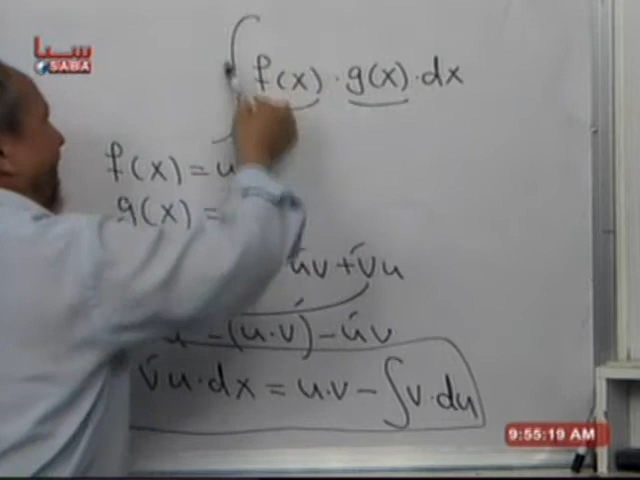 سبا
SABA
∫ f(x) · g(x) · dx
f(x) = u
g(x) =
úv + v́u
= (u·v)́ − úv
v́u · dx = u·v − ∫v·du
9:55:19 AM